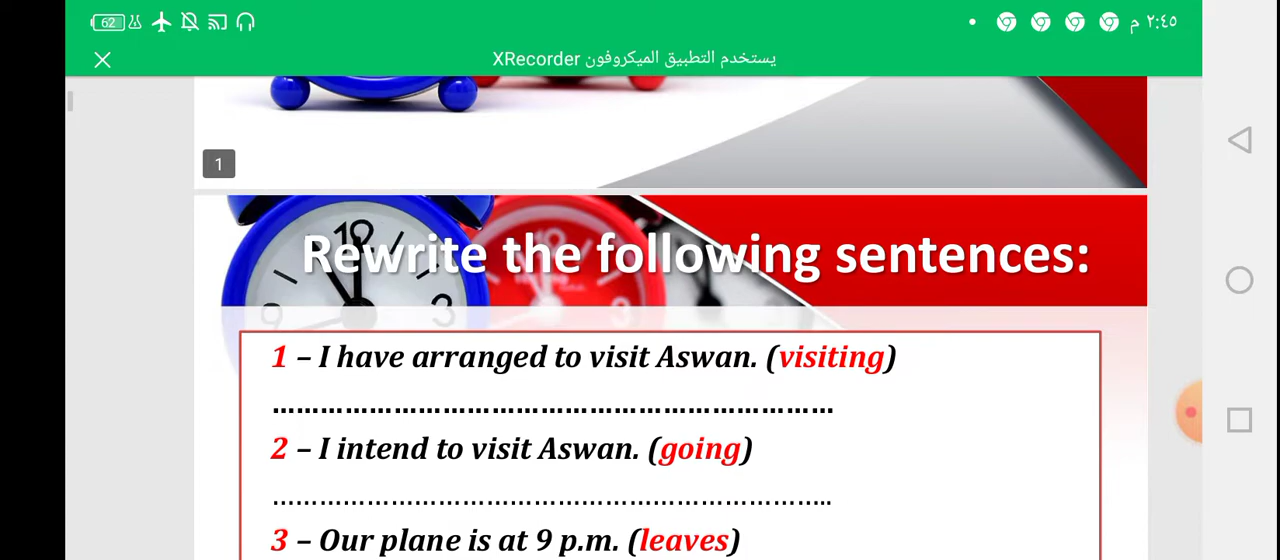 62 م ٢:٤٥
يستخدم التطبيق الميكروفون XRecorder
1
Rewrite the following sentences:
1 – I have arranged to visit Aswan. (visiting)
................................................................
2 – I intend to visit Aswan. (going)
................................................................
3 – Our plane is at 9 p.m. (leaves)